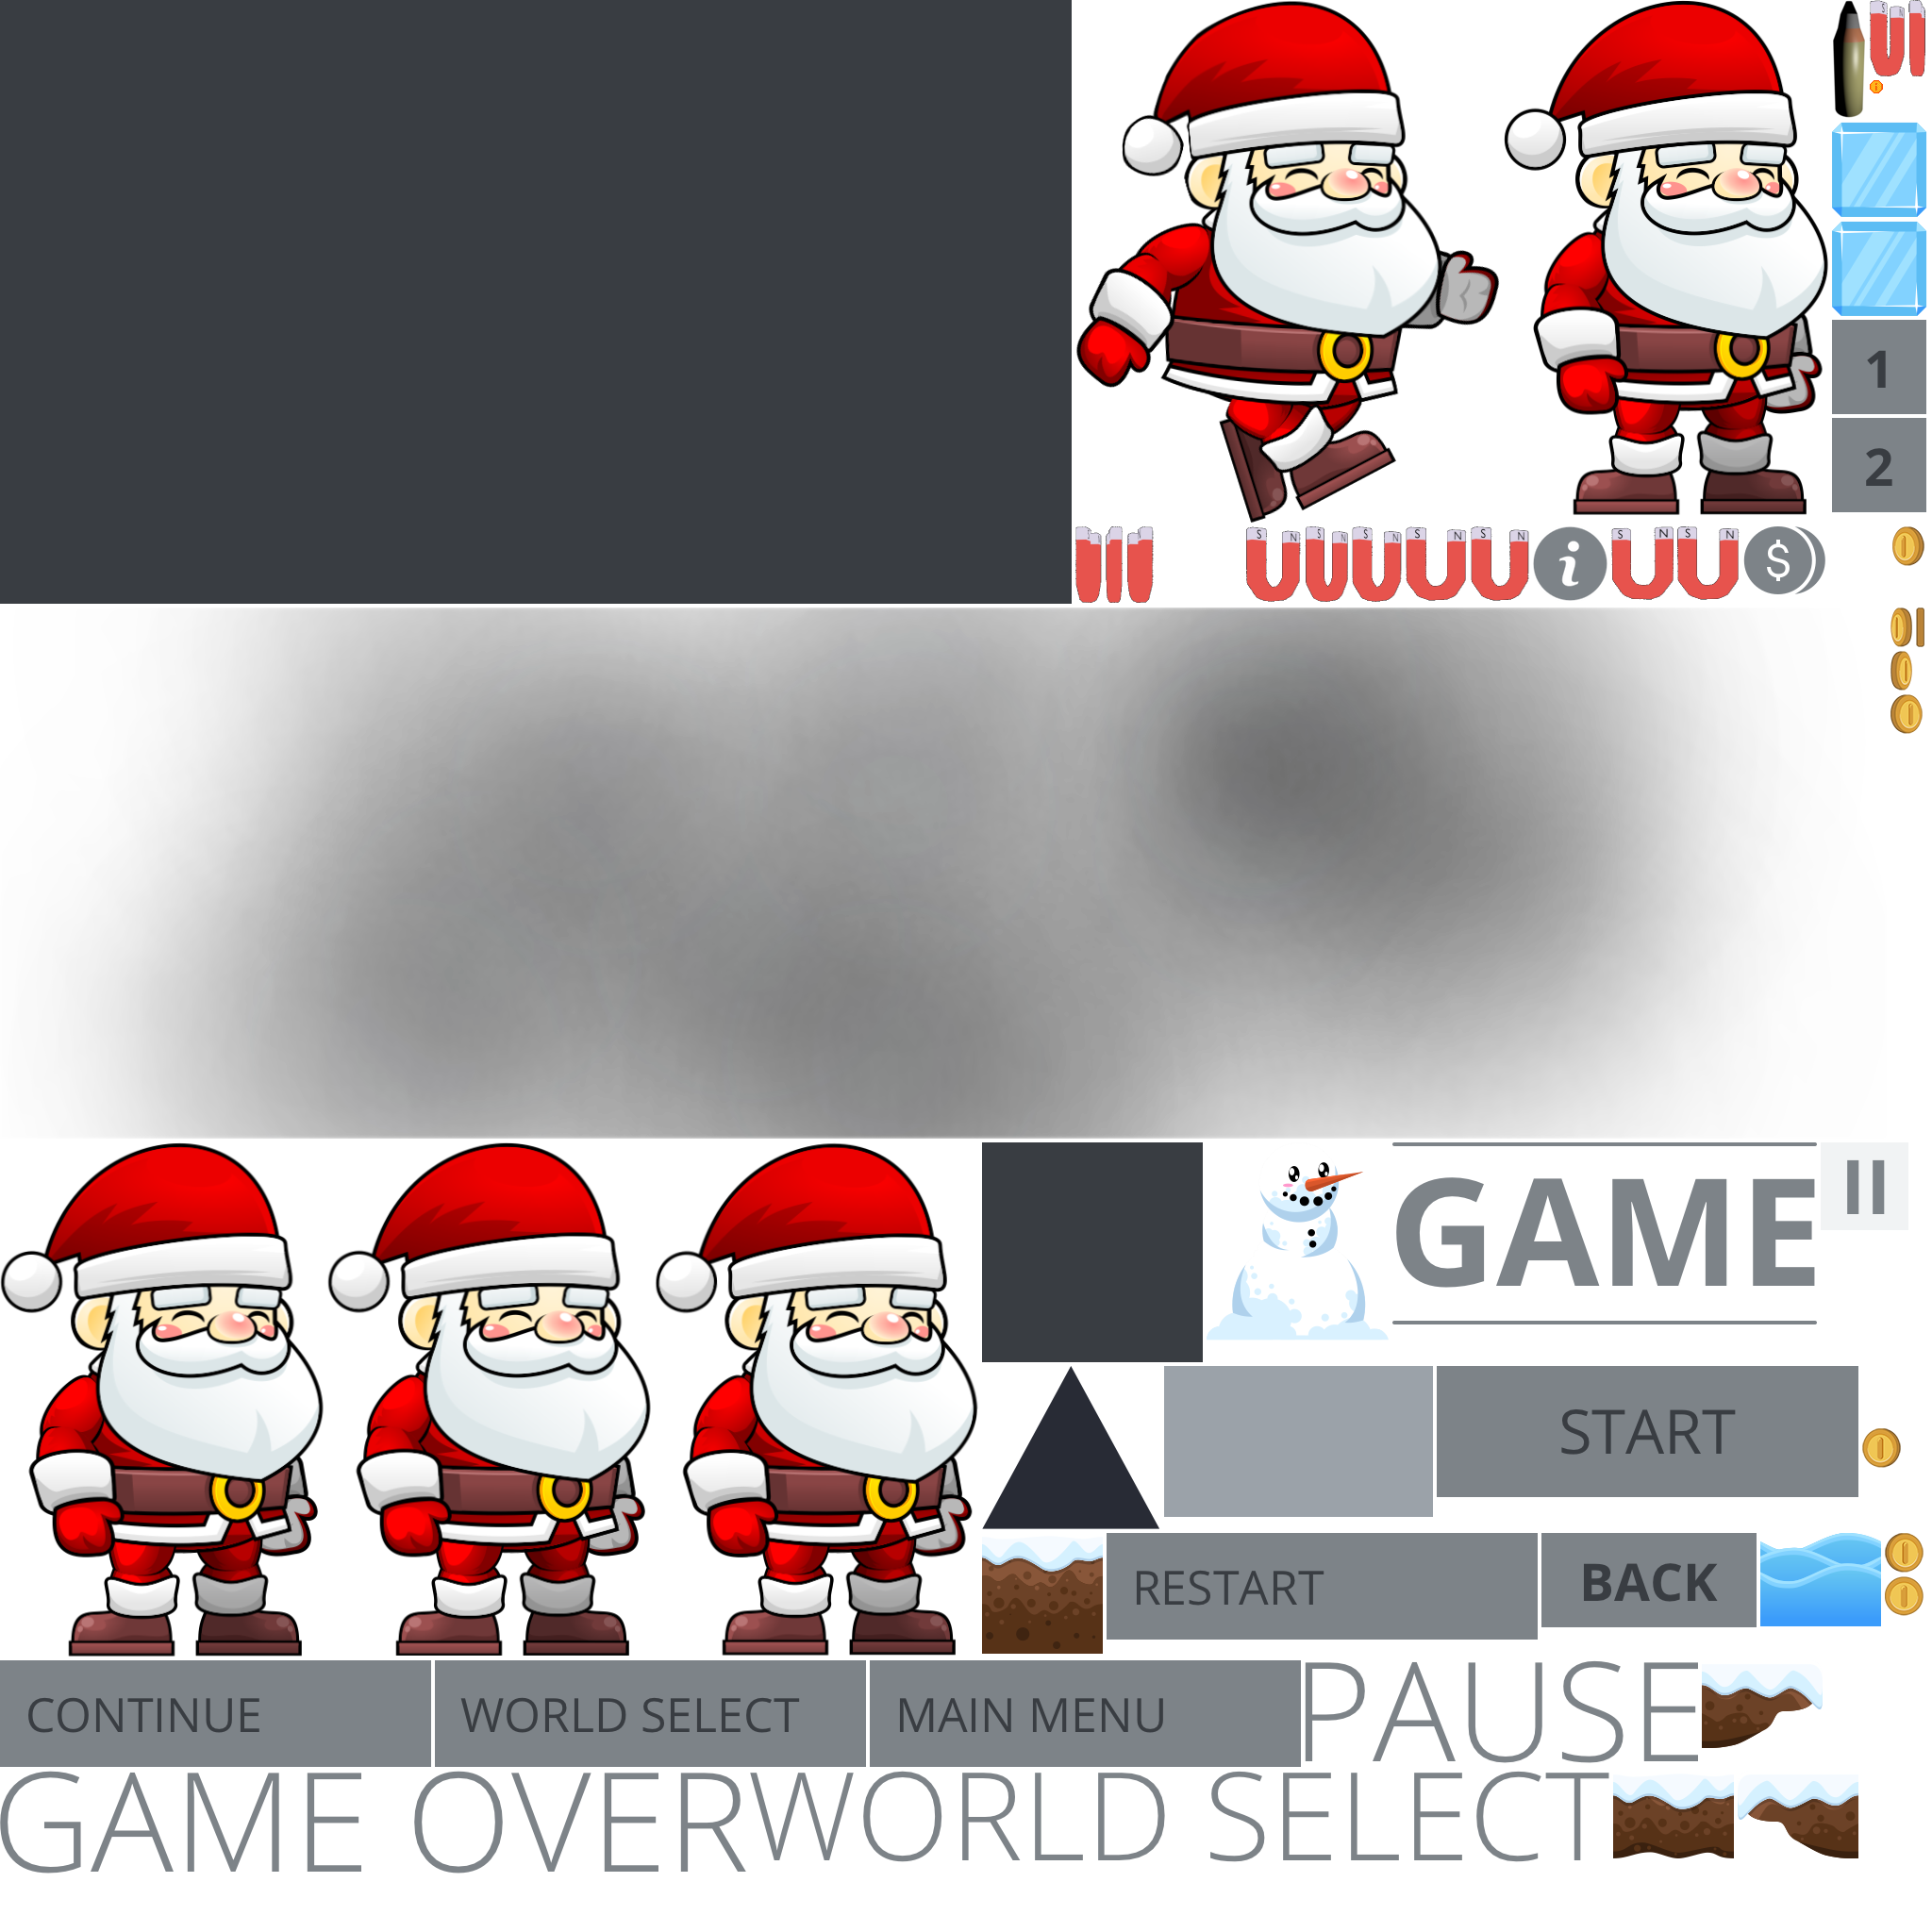 1
2
S N S N S N S N S N i S N S N $
GAME
START
RESTART
BACK
CONTINUE
WORLD SELECT
MAIN MENU
PAUSE
GAME OVER
WORLD SELECT